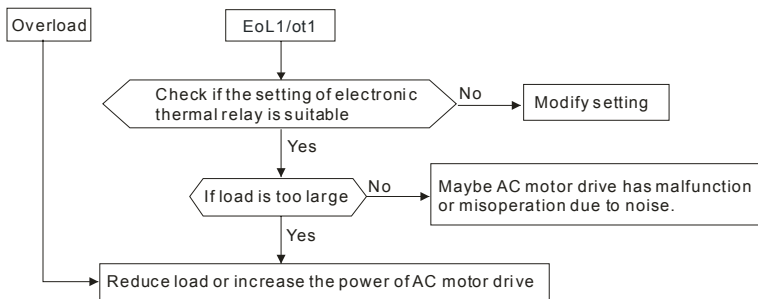 Overload
EoL1/ot1
Check if the setting of electronic
thermal relay is suitable
No
Modify setting
Yes
If load is too large
No
Maybe AC motor drive has malfunction
or misoperation due to noise.
Yes
Reduce load or increase the power of AC motor drive